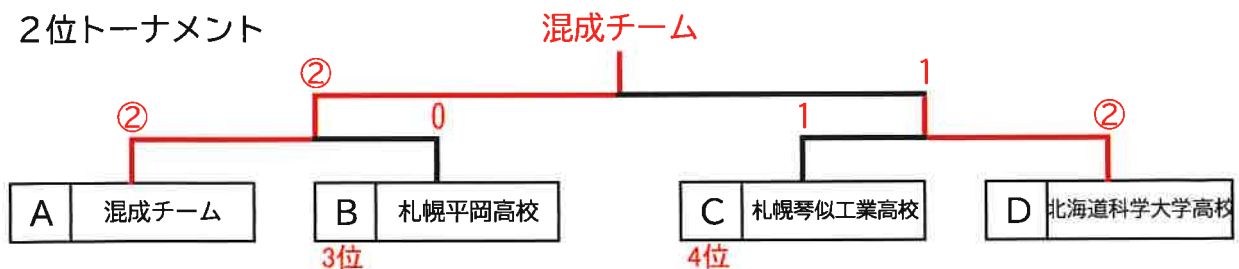 ２位トーナメント
混成チーム
②
1
②
0
1
②
A
混成チーム
B
札幌平岡高校
C
札幌琴似工業高校
D
北海道科学大学高校
3位
4位